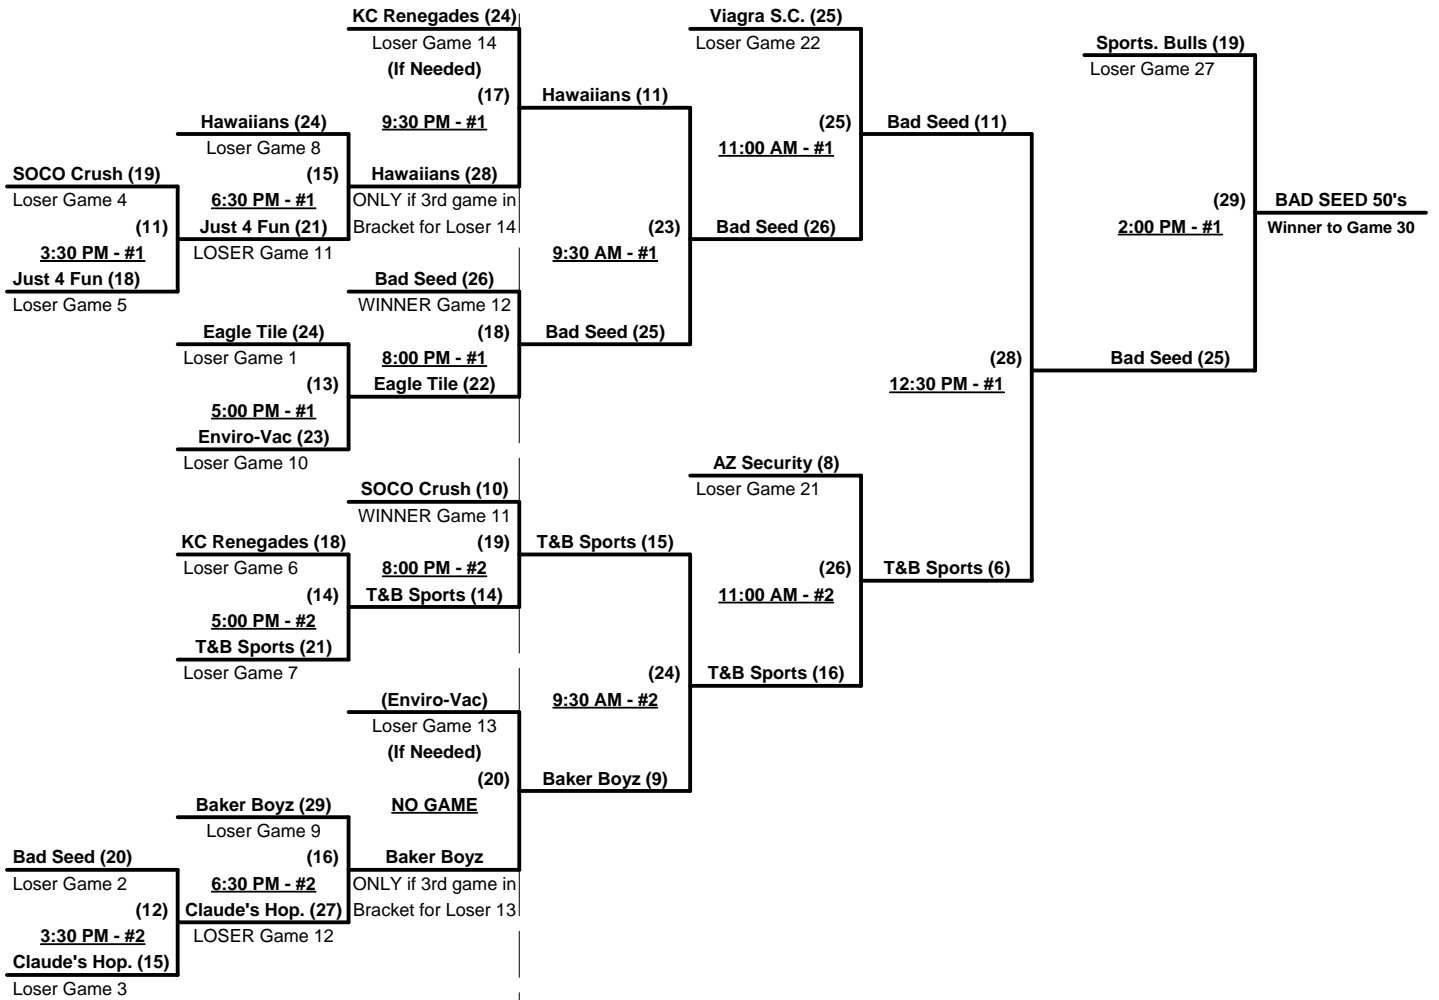 KC Renegades (24)
Loser Game 14
(If Needed)
(17)
9:30 PM - #1
Viagra S.C. (25)
Loser Game 22
Sports. Bulls (19)
Loser Game 27
Hawaiians (11)
Hawaiians (24)
Loser Game 8
(15)
6:30 PM - #1
(25)
11:00 AM - #1
Bad Seed (11)
SOCO Crush (19)
Loser Game 4
(11)
3:30 PM - #1
Just 4 Fun (18)
Loser Game 5
Hawaiians (28)
ONLY if 3rd game in
Bracket for Loser 14
Just 4 Fun (21)
LOSER Game 11
(23)
9:30 AM - #1
Bad Seed (26)
(29)
2:00 PM - #1
BAD SEED 50's
Winner to Game 30
Bad Seed (26)
WINNER Game 12
(18)
8:00 PM - #1
Bad Seed (25)
Eagle Tile (24)
Loser Game 1
(13)
5:00 PM - #1
Eagle Tile (22)
Enviro-Vac (23)
Loser Game 10
(28)
12:30 PM - #1
Bad Seed (25)
AZ Security (8)
Loser Game 21
SOCO Crush (10)
WINNER Game 11
(19)
8:00 PM - #2
T&B Sports (15)
KC Renegades (18)
Loser Game 6
(14)
5:00 PM - #2
T&B Sports (14)
T&B Sports (21)
Loser Game 7
(26)
11:00 AM - #2
T&B Sports (6)
(24)
9:30 AM - #2
T&B Sports (16)
(Enviro-Vac)
Loser Game 13
(If Needed)
(20)
NO GAME
Baker Boyz (9)
Baker Boyz (29)
Loser Game 9
(16)
6:30 PM - #2
Baker Boyz
ONLY if 3rd game in
Bracket for Loser 13
Bad Seed (20)
Loser Game 2
(12)
3:30 PM - #2
Claude's Hop. (27)
LOSER Game 12
Claude's Hop. (15)
Loser Game 3